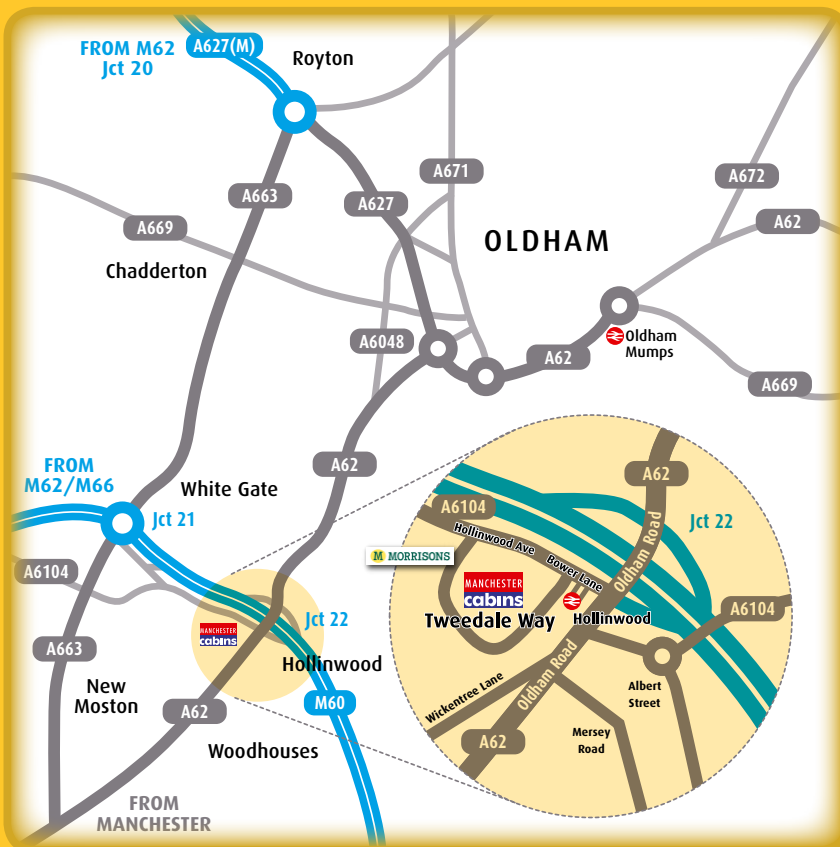 FROM M62
Jct 20
A627(M)
Royton
A671
A672
A663
A627
A62
A669
OLDHAM
Chadderton
A6048
Oldham
Mumps
A62
A669
FROM
M62/M66
White Gate
A62
A62
Jct 21
A6104
Jct 22
MORRISONS
M
Hollinwood Ave
Bower Lane
Oldham Road
A6104
MANCHESTER
cabins
Tweedale Way
Hollinwood
A6104
MANCHESTER
cabins
Jct 22
Hollinwood
A663
New
Moston
A62
M60
Woodhouses
Wickentree Lane
Oldham Road
Albert
Street
Mersey
Road
A62
FROM
MANCHESTER